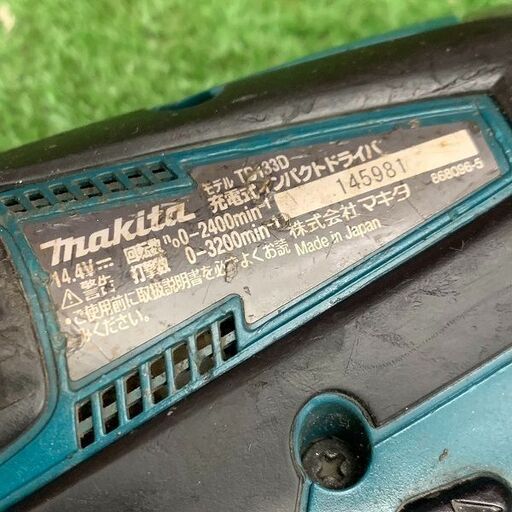 makita
モデル TD133D
充電式インパクトドライバ
14.4V⎓ 回転数 n₀0-2400min⁻¹
打撃数 0-3200min⁻¹
145981
⚠警告 株式会社マキタ
・ご使用前に取扱説明書を必ずよくお読みください。
Made in Japan
858096-5